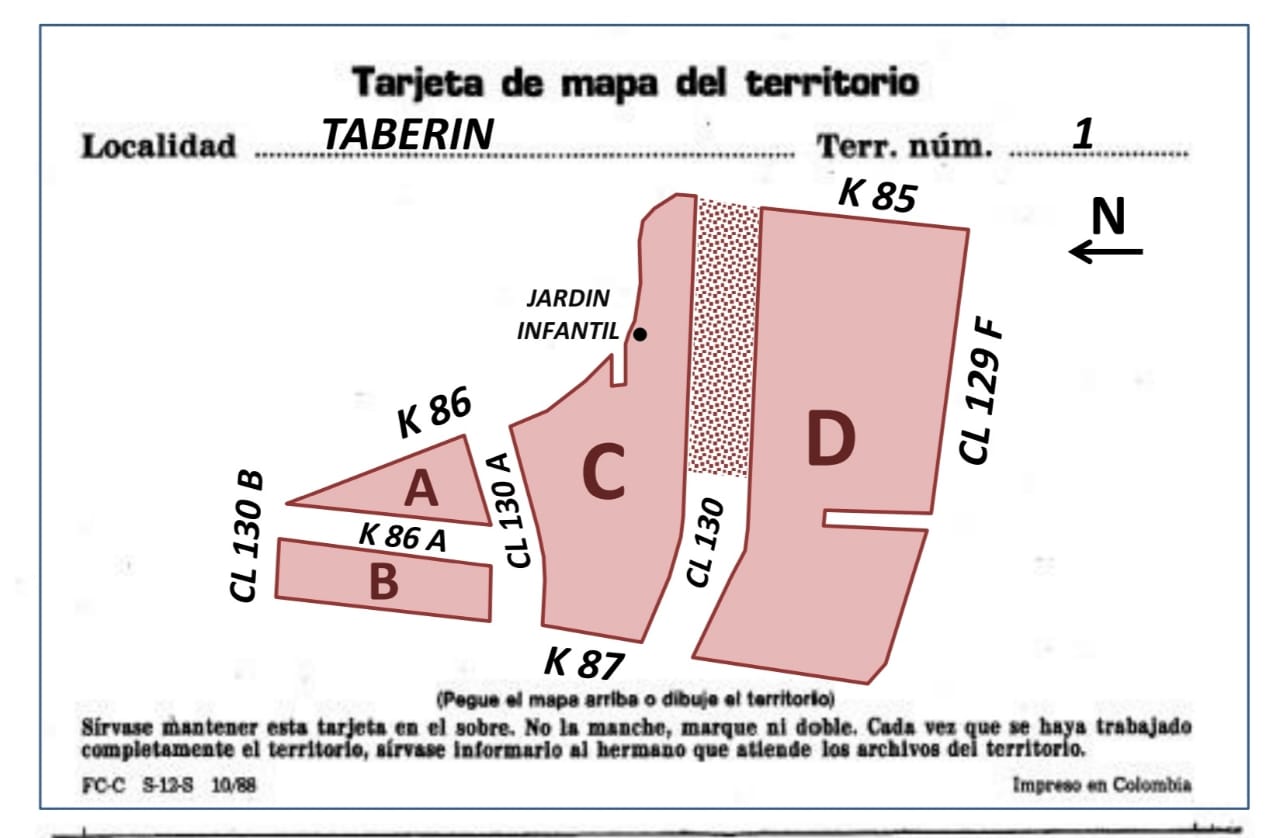 Tarjeta de mapa del territorio
Localidad TABERIN Terr. núm. 1
K 85
N
JARDIN
INFANTIL
CL 129 F
K 86
D
C
A
CL 130 A
CL 130 B
K 86 A
CL 130
B
K 87
(Pegue el mapa arriba o dibuje el territorio)
Sírvase mantener esta tarjeta en el sobre. No la manche, marque ni doble. Cada vez que se haya trabajado
completamente el territorio, sírvase informarlo al hermano que atiende los archivos del territorio.
FC-C S-12-S 10/88 Impreso en Colombia